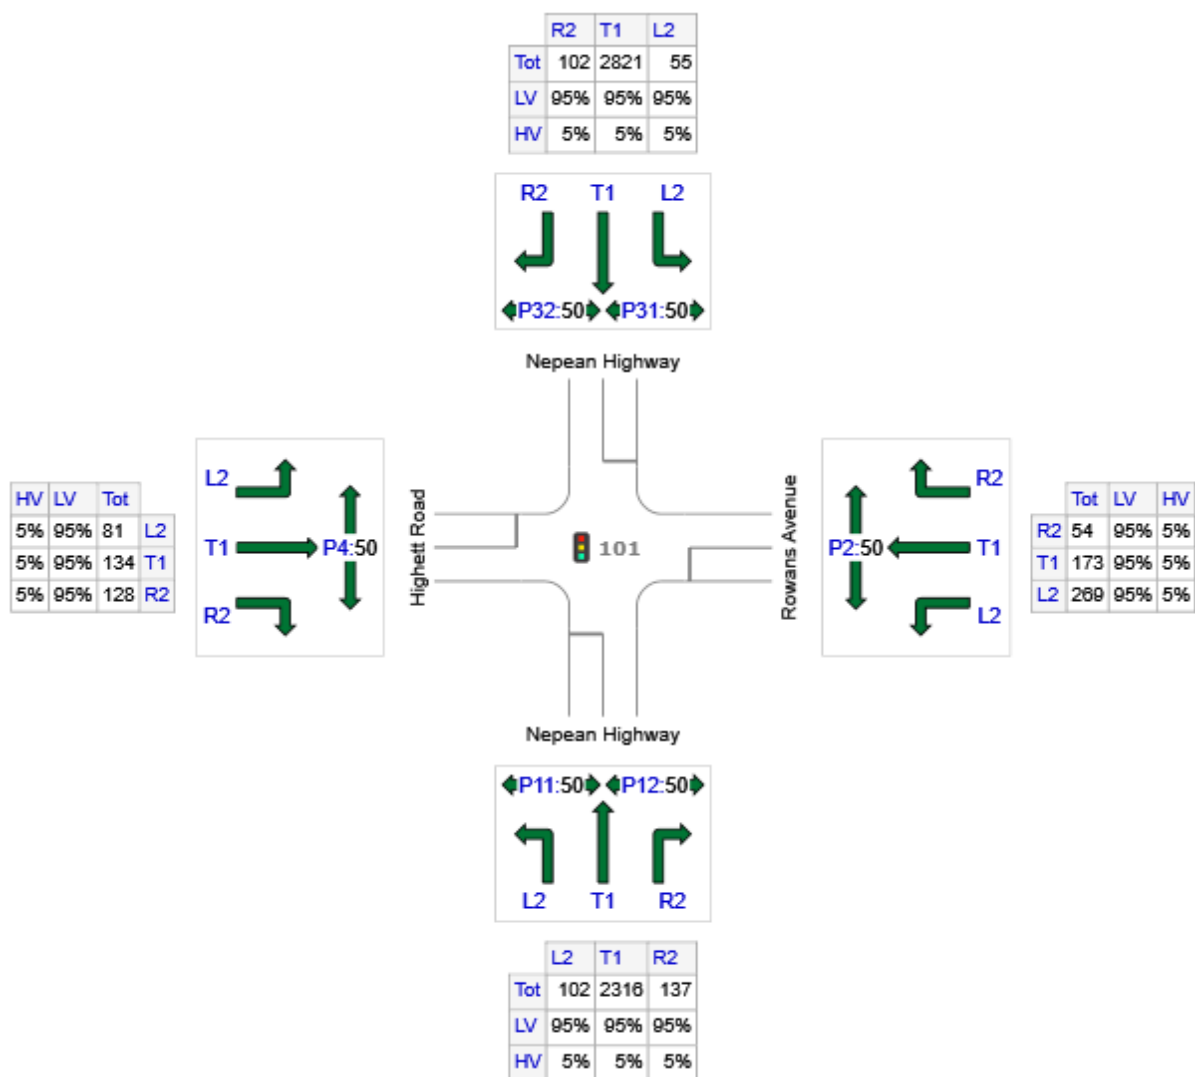 R2 T1 L2
Tot 102 2821 55
LV 95% 95% 95%
HV 5% 5% 5%
R2 T1 L2
P32:50 P31:50
Nepean Highway
HV LV Tot
5% 95% 81 L2
5% 95% 134 T1
5% 95% 128 R2
L2
T1 P4:50
R2
Highett Road
101
Rowans Avenue
R2
P2:50 T1
L2
Tot LV HV
R2 54 95% 5%
T1 173 95% 5%
L2 269 95% 5%
Nepean Highway
P11:50 P12:50
L2 T1 R2
L2 T1 R2
Tot 102 2316 137
LV 95% 95% 95%
HV 5% 5% 5%